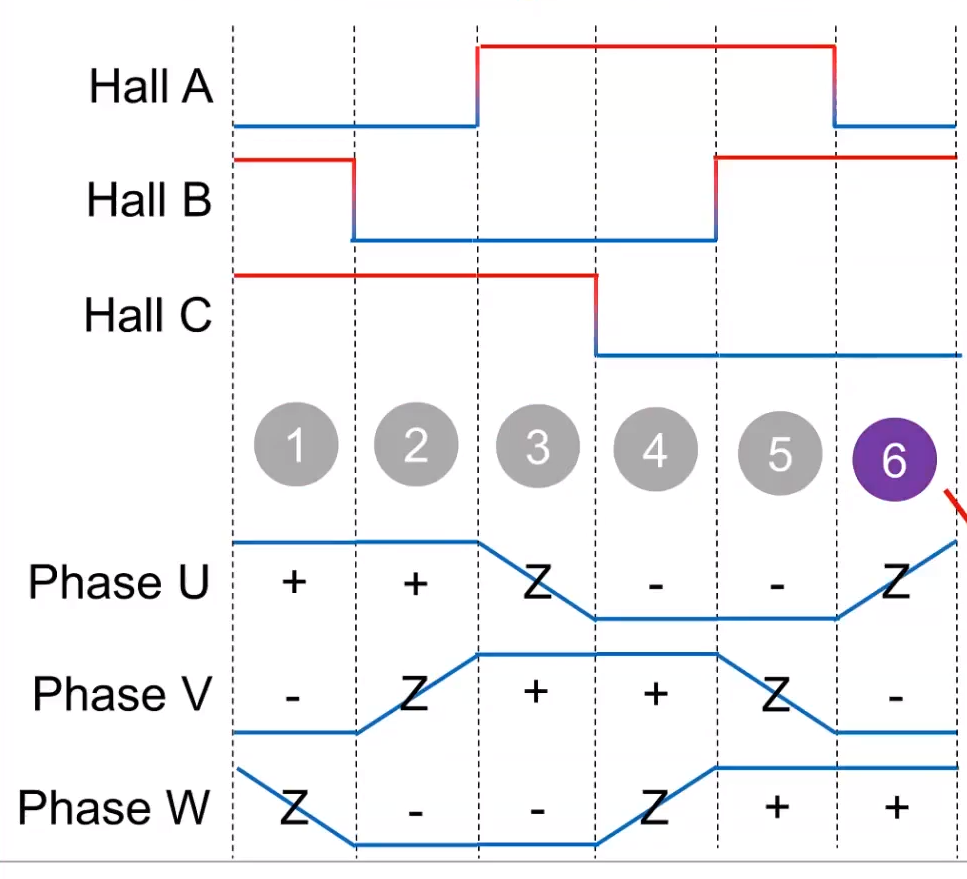 Hall A
Hall B
Hall C
1 2 3 4 5 6
Phase U + + Z - - Z
Phase V - Z + + Z -
Phase W Z - - Z + +